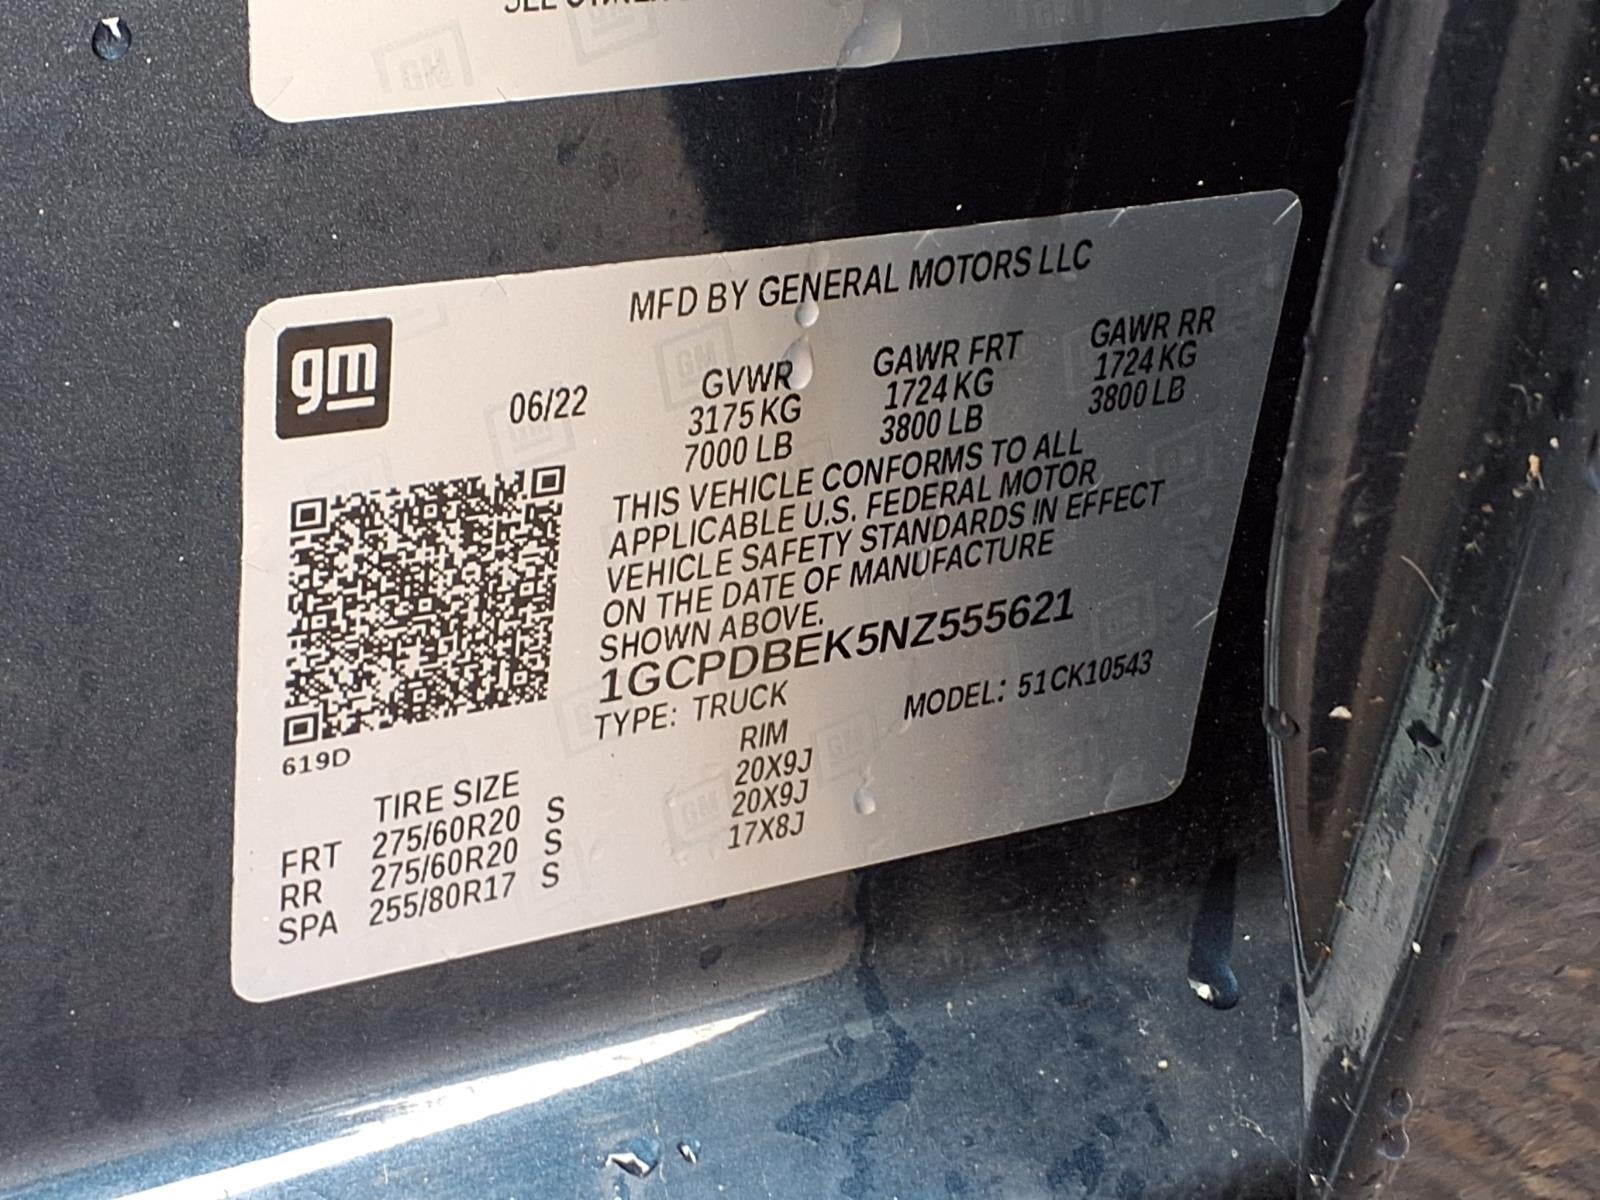 gm
MFD BY GENERAL MOTORS LLC
06/22
GVWR GAWR FRT GAWR RR
3175 KG 1724 KG 1724 KG
7000 LB 3800 LB 3800 LB
THIS VEHICLE CONFORMS TO ALL
APPLICABLE U.S. FEDERAL MOTOR
VEHICLE SAFETY STANDARDS IN EFFECT
ON THE DATE OF MANUFACTURE
SHOWN ABOVE.
1GCPDBEK5NZ555621
TYPE: TRUCK MODEL: 51CK10543
619D
TIRE SIZE RIM
FRT 275/60R20 S 20X9J
RR 275/60R20 S 20X9J
SPA 255/80R17 S 17X8J